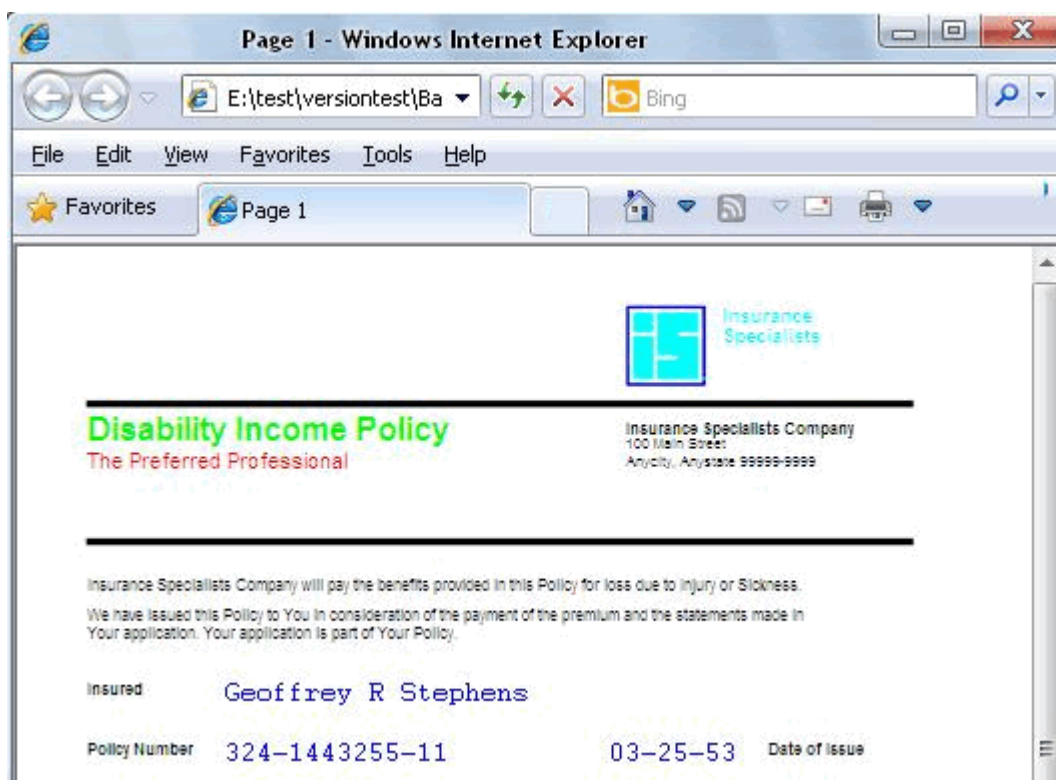 Page 1 - Windows Internet Explorer
E:\test\versiontest\Ba
Bing
File Edit View Favorites Tools Help
Favorites
Page 1
is
Insurance
Specialists
Disability Income Policy
The Preferred Professional
Insurance Specialists Company
100 Main Street
Anycity, Anystate 99999-9999
Insurance Specialists Company will pay the benefits provided in this Policy for loss due to Injury or Sickness.
We have issued this Policy to You in consideration of the payment of the premium and the statements made in
Your application. Your application is part of Your Policy.
Insured Geoffrey R Stephens
Policy Number 324-1443255-11 03-25-53 Date of Issue